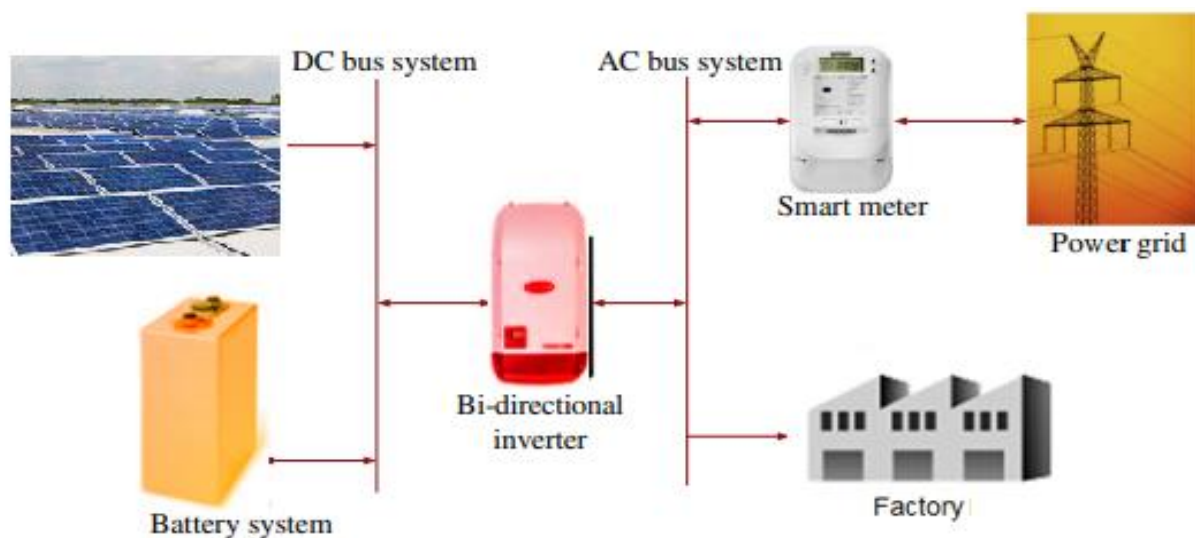 DC bus system
AC bus system
Smart meter
Power grid
Bi-directional
inverter
Battery system
Factory